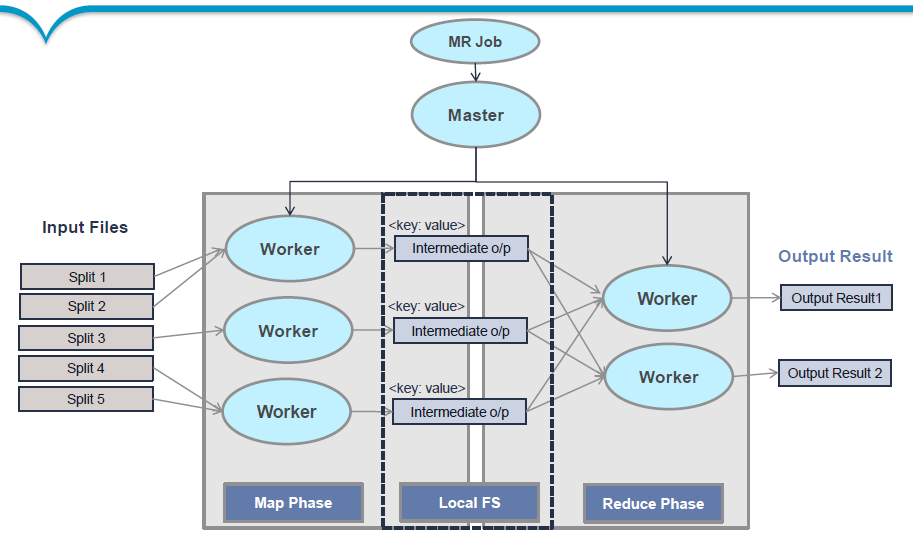 MR Job
Master
Input Files
Split 1
Split 2
Split 3
Split 4
Split 5
Worker
Worker
Worker
<key: value>
Intermediate o/p
<key: value>
Intermediate o/p
<key: value>
Intermediate o/p
Worker
Worker
Output Result
Output Result1
Output Result 2
Map Phase
Local FS
Reduce Phase